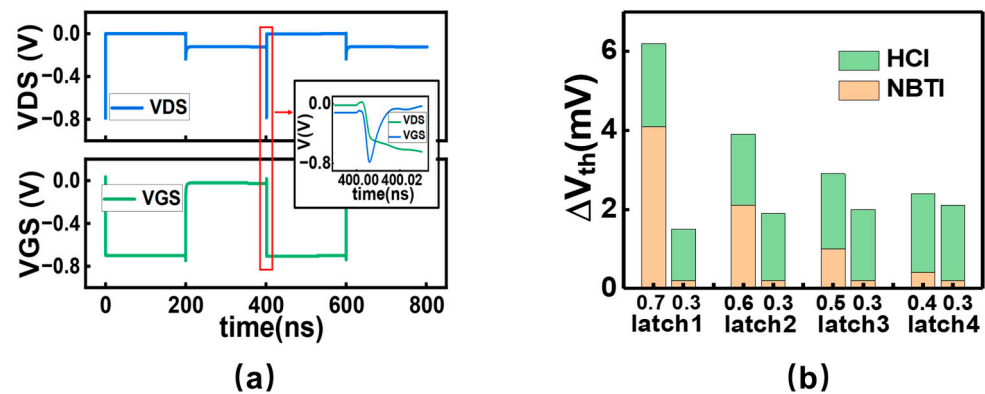 VDS (V)
0.0
−0.4
−0.8
VDS
VGS (V)
0.0
−0.4
−0.8
VGS
0 200 400 600 800
time(ns)
V(V)
0.0
−0.8
VDS
VGS
400.00 400.02
time(ns)
(a)
ΔVth(mV)
6
4
2
0
HCI
NBTI
0.7 0.3 0.6 0.3 0.5 0.3 0.4 0.3
latch1 latch2 latch3 latch4
(b)